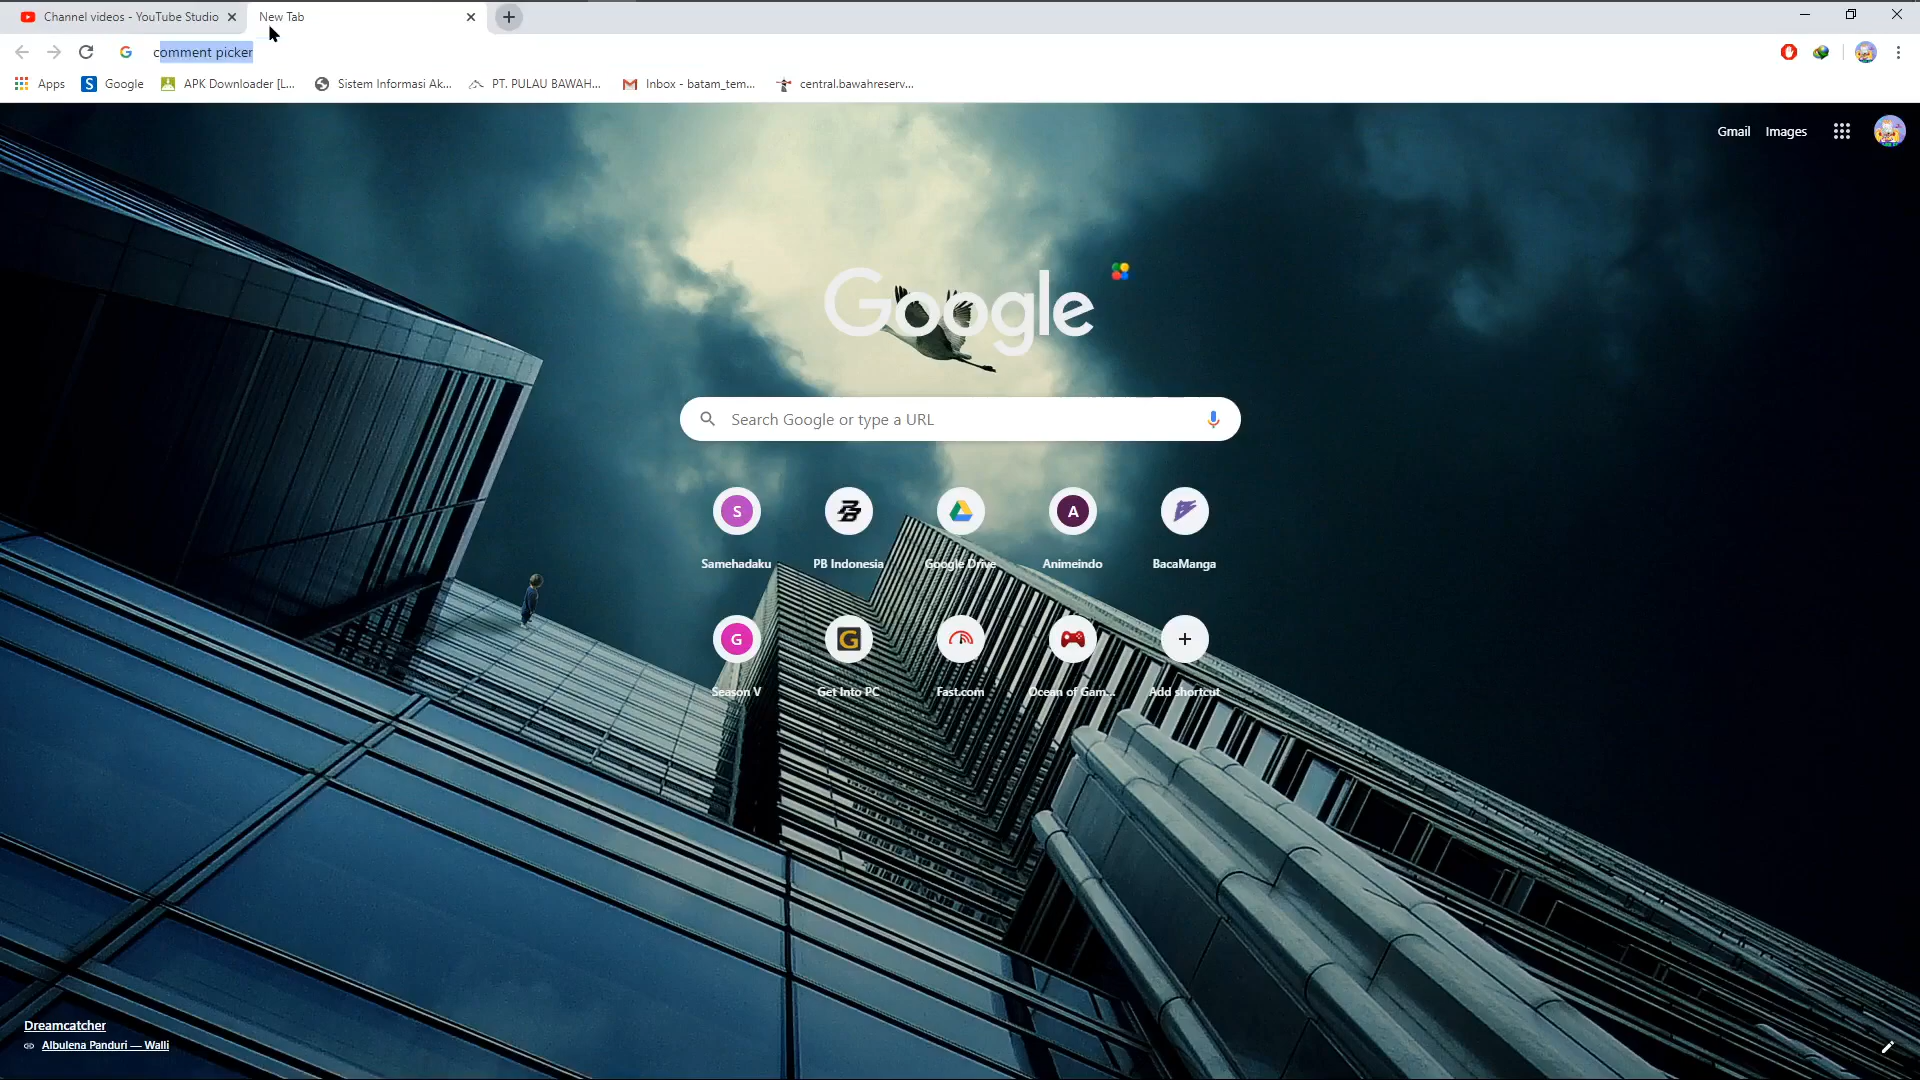 Channel videos - YouTube Studio
New Tab
comment picker
Apps
Google
APK Downloader [L...
Sistem Informasi Ak...
PT. PULAU BAWAH...
Inbox - batam_tem...
central.bawahreserv...
Gmail
Images
Google
Search Google or type a URL
S
A
Samehadaku
PB Indonesia
Google Drive
Animeindo
BacaManga
G
G
Season V
Get Into PC
Fast.com
Ocean of Gam...
Add shortcut
Dreamcatcher
Albulena Panduri — Walli